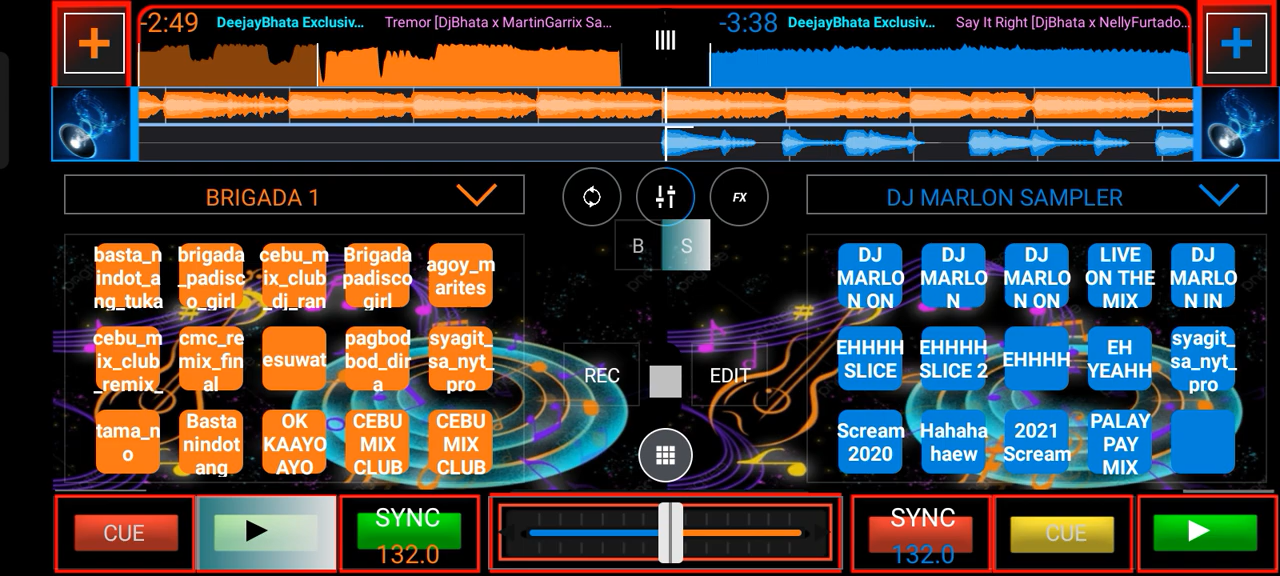 -2:49 DeejayBhata Exclusiv... Tremor [DjBhata x MartinGarrix Sa... -3:38 DeejayBhata Exclusiv... Say It Right [DjBhata x NellyFurtado...
BRIGADA 1
FX
DJ MARLON SAMPLER
B S
basta_n
indot_a
ng_tuka
brigada
_padisc
o_girl
cebu_m
ix_club
_dj_ran
Brigada
padisco
girl
agoy_m
arites
DJ
MARLO
N ON
DJ
MARLO
N
DJ
MARLO
N ON
LIVE
ON THE
MIX
DJ
MARLO
N IN
cebu_m
ix_club
_remix_
cmc_re
mix_fin
al
esuwat
pagbod
bod_dir
a
syagit_
sa_nyt_
pro
REC
EDIT
EHHHH
SLICE
EHHHH
SLICE 2
EHHHH
EH
YEAHH
syagit_
sa_nyt_
pro
tama_n
o
Basta
nindot
ang
OK
KAAYO
AYO
CEBU
MIX
CLUB
CEBU
MIX
CLUB
Scream
2020
Hahaha
haew
2021
Scream
PALAY
PAY
MIX
CUE
SYNC
132.0
SYNC
132.0
CUE